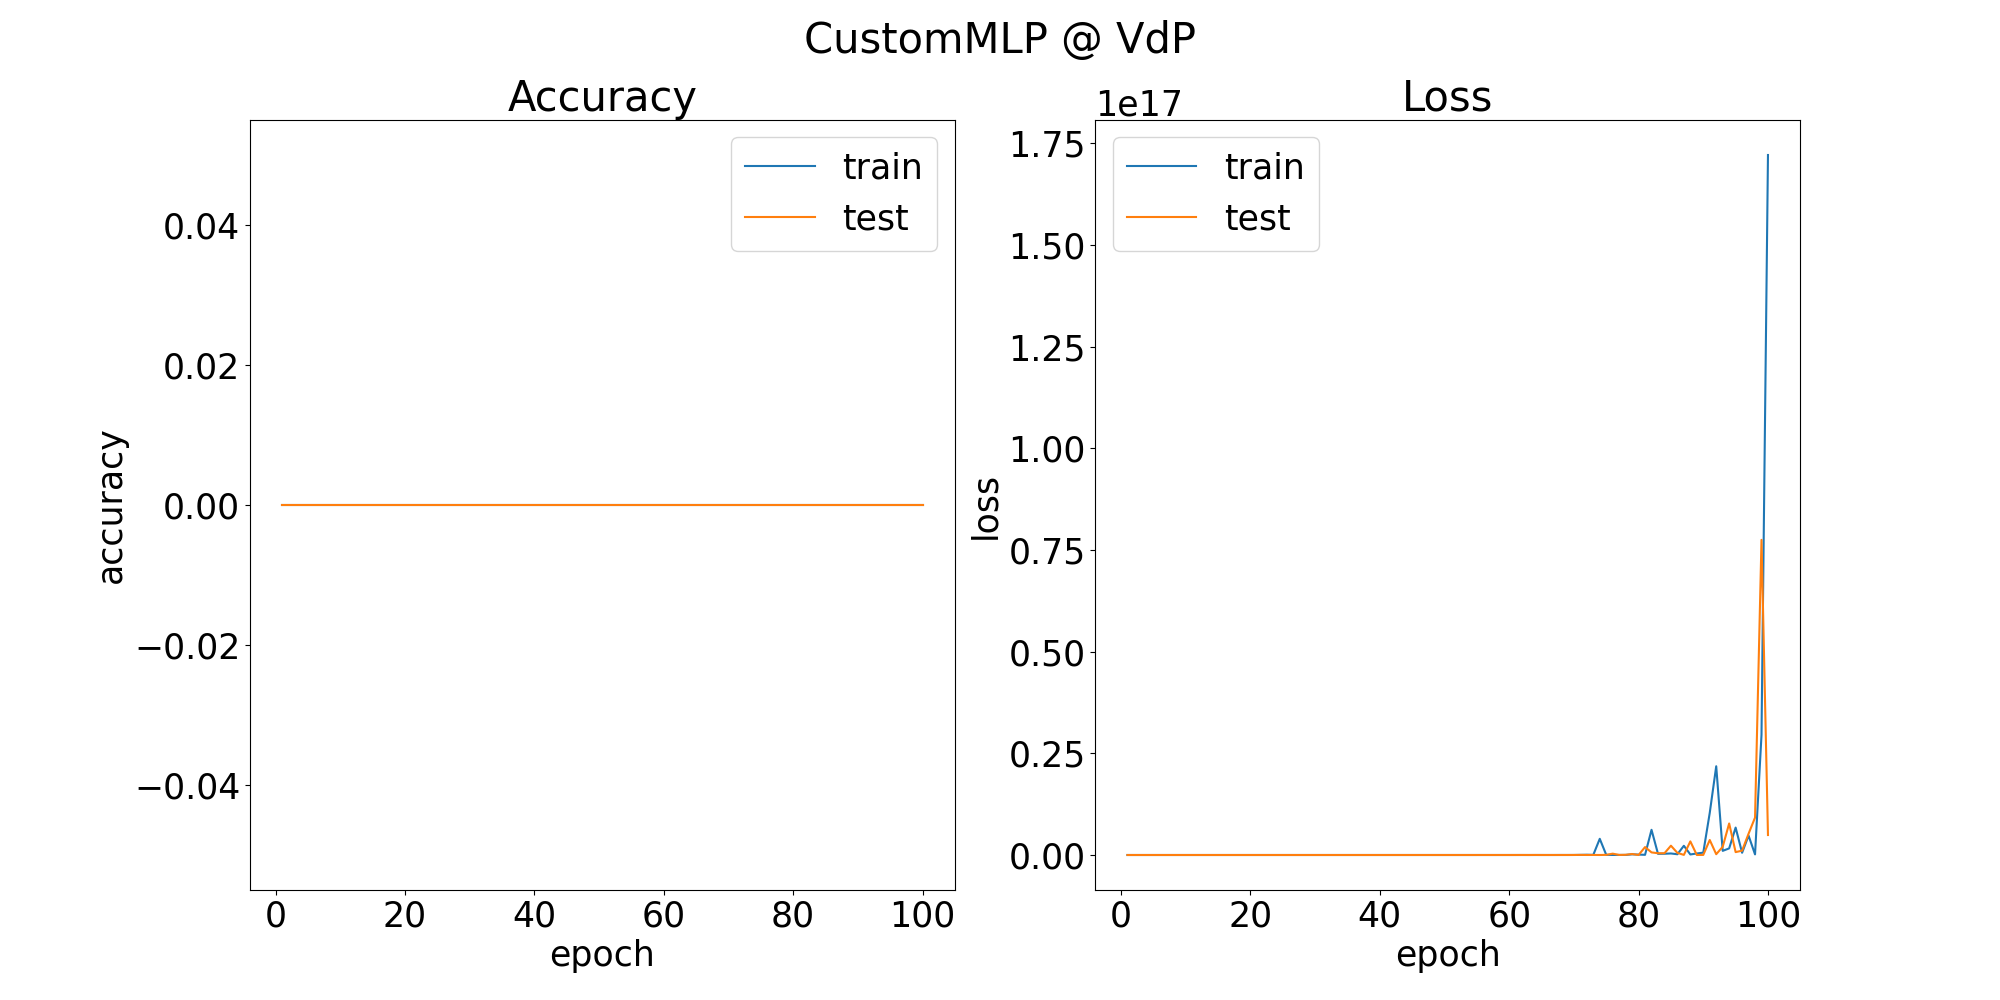 CustomMLP @ VdP
Accuracy
train
test
0.04
0.02
0.00
−0.02
−0.04
accuracy
0 20 40 60 80 100
epoch
Loss
1e17
train
test
1.75
1.50
1.25
1.00
0.75
0.50
0.25
0.00
loss
0 20 40 60 80 100
epoch